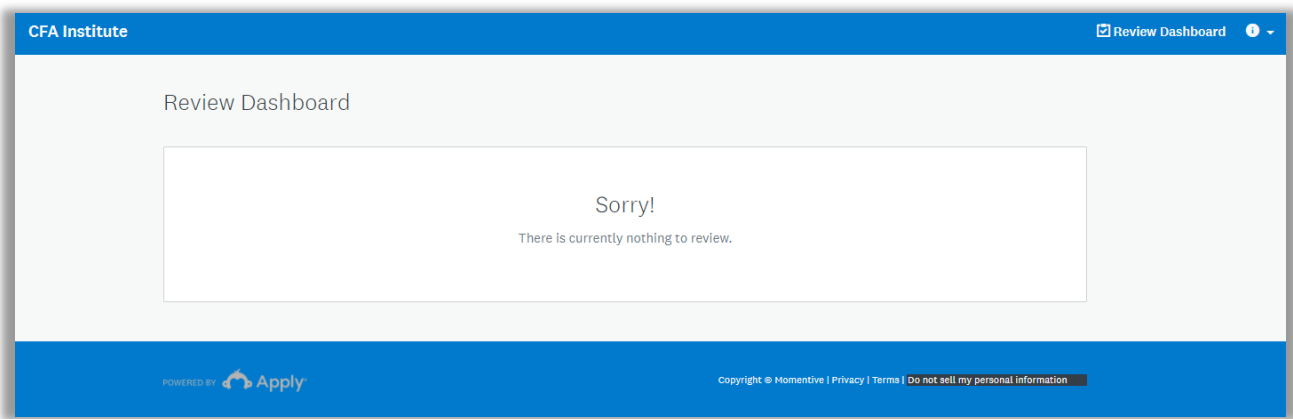 CFA Institute Review Dashboard
Review Dashboard
Sorry!
There is currently nothing to review.
POWERED BY Apply Copyright © Momentive | Privacy | Terms | Do not sell my personal information